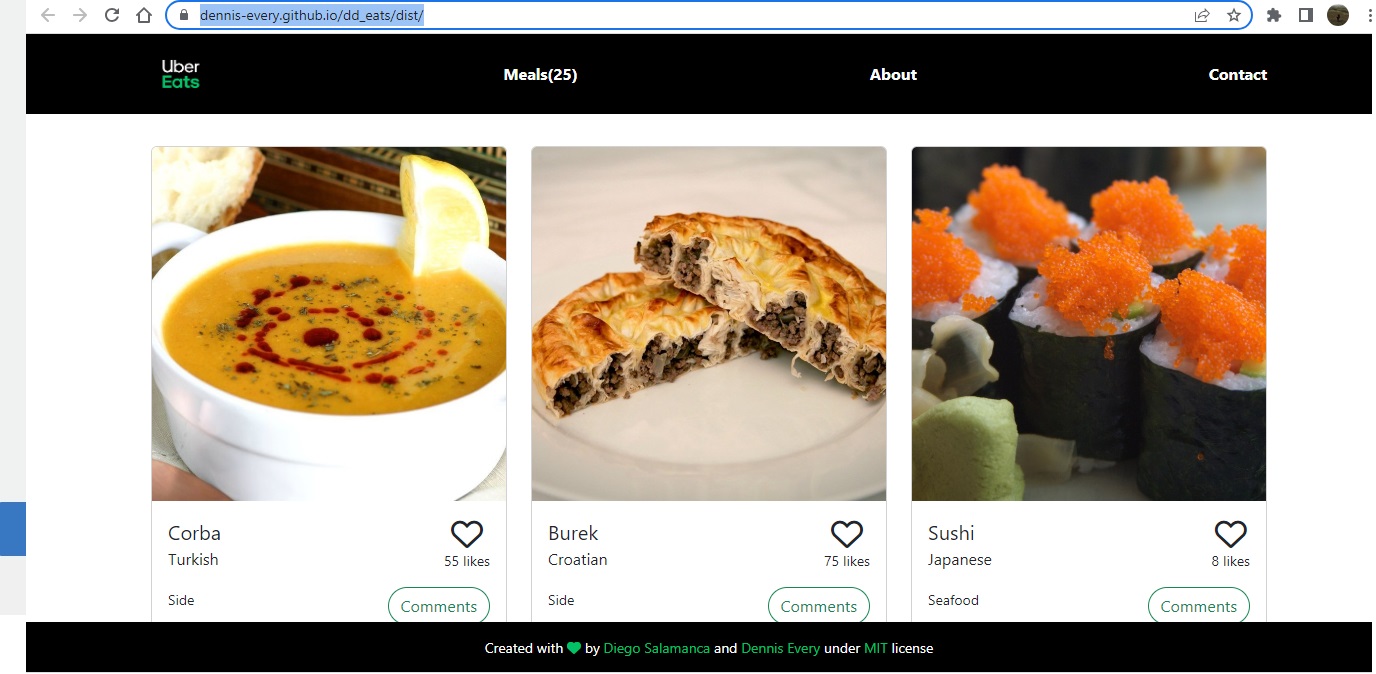 dennis-every.github.io/dd_eats/dist/
Uber
Eats
Meals(25)
About
Contact
Corba
Turkish
55 likes
Side
Comments
Burek
Croatian
75 likes
Side
Comments
Sushi
Japanese
8 likes
Seafood
Comments
Created with by Diego Salamanca and Dennis Every under MIT license